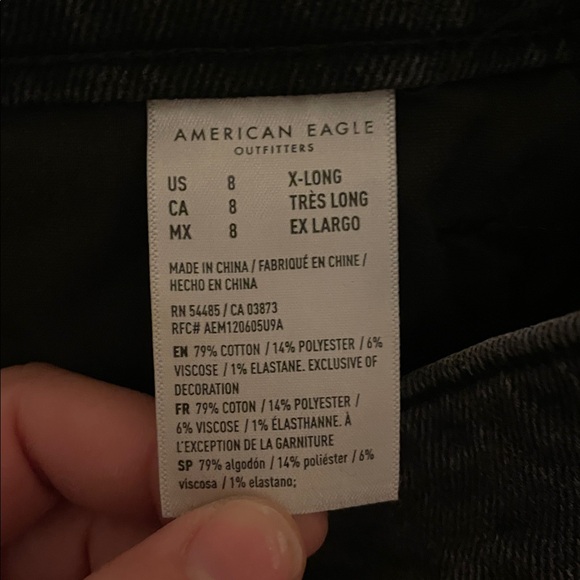 AMERICAN EAGLE
OUTFITTERS
US 8 X-LONG
CA 8 TRÈS LONG
MX 8 EX LARGO
MADE IN CHINA / FABRIQUÉ EN CHINE /
HECHO EN CHINA
RN 54485 / CA 03873
RFC# AEM120605U9A
EN 79% COTTON / 14% POLYESTER / 6%
VISCOSE / 1% ELASTANE. EXCLUSIVE OF
DECORATION
FR 79% COTON / 14% POLYESTER /
6% VISCOSE / 1% ÉLASTHANNE. À
L'EXCEPTION DE LA GARNITURE
SP 79% algodón / 14% poliéster / 6%
viscosa / 1% elastano;